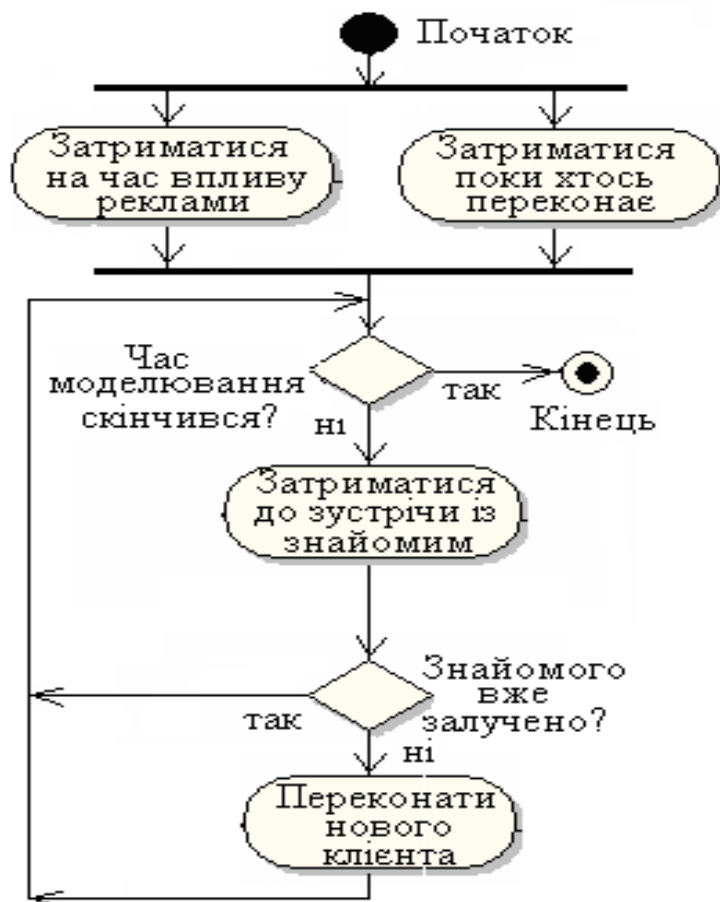 Початок
Затриматися
на час впливу
реклами
Затриматися
поки хтось
переконає
Час
моделювання
скінчився?
так
ні
Кінець
Затриматися
до зустрічи із
знайомим
Знайомого
вже
залучено?
так
ні
Переконати
нового
клієнта